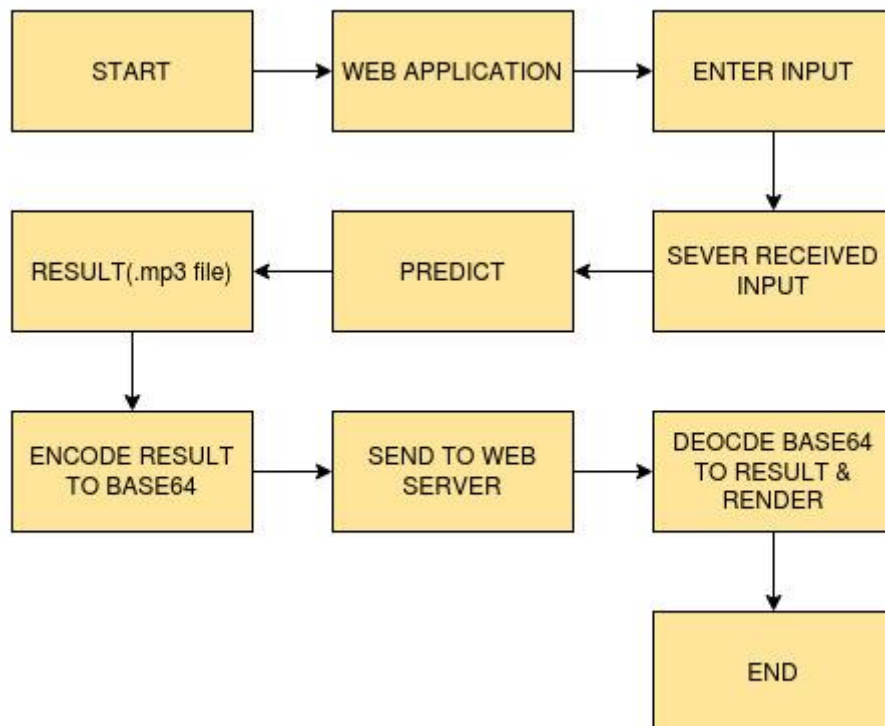 START
WEB APPLICATION
ENTER INPUT
SEVER RECEIVED
INPUT
PREDICT
RESULT(.mp3 file)
ENCODE RESULT
TO BASE64
SEND TO WEB
SERVER
DEOCDE BASE64
TO RESULT &
RENDER
END